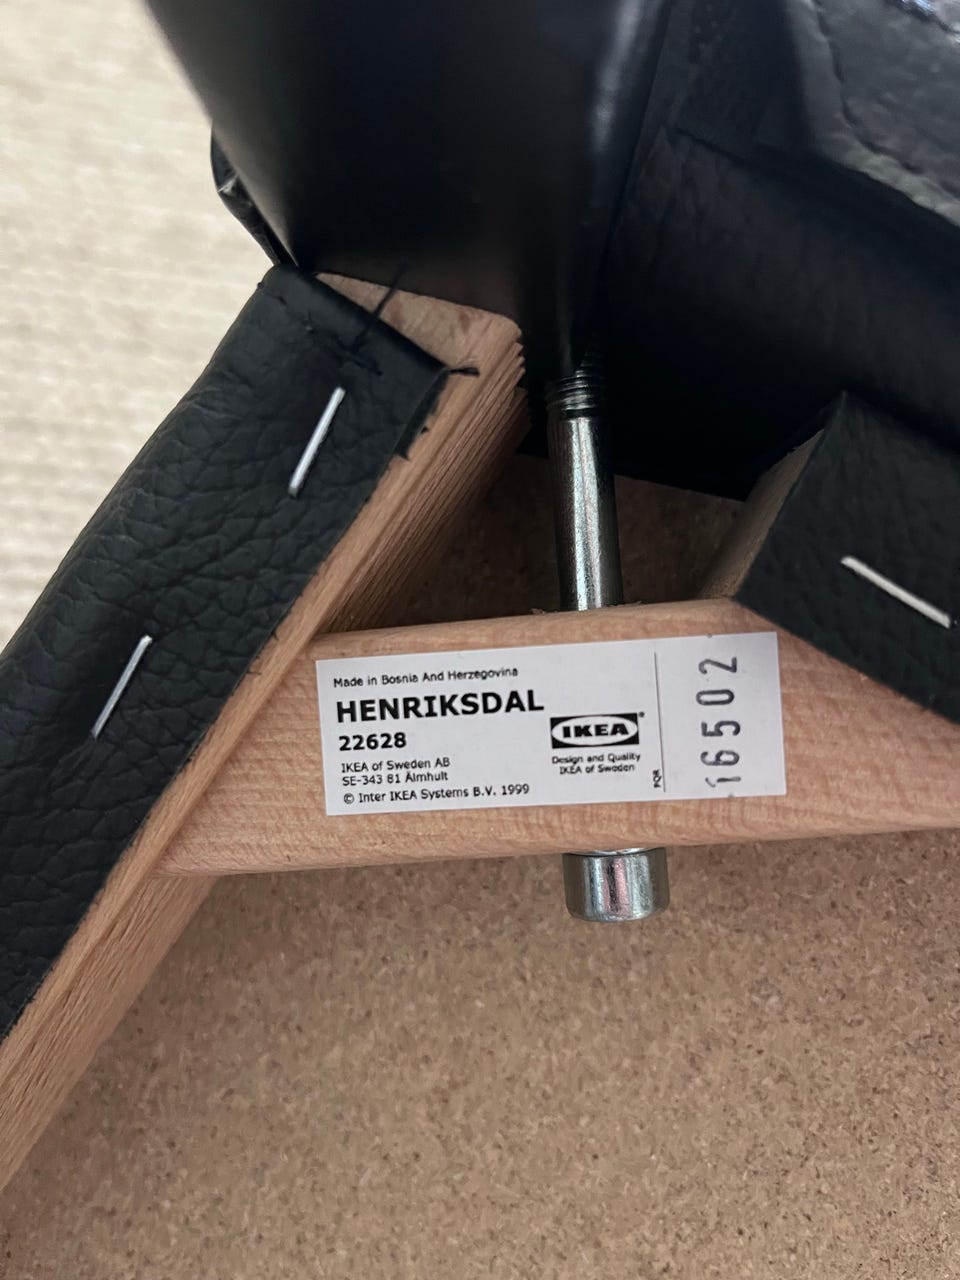 Made in Bosnia And Herzegovina
HENRIKSDAL
22628
IKEA of Sweden AB
SE-343 81 Älmhult
© Inter IKEA Systems B.V. 1999
IKEA®
Design and Quality
IKEA of Sweden
PQR
16502